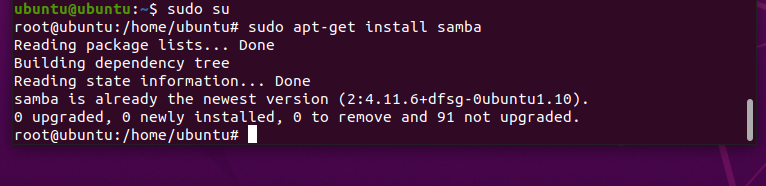 ubuntu@ubuntu:~$ sudo su
root@ubuntu:/home/ubuntu# sudo apt-get install samba
Reading package lists... Done
Building dependency tree
Reading state information... Done
samba is already the newest version (2:4.11.6+dfsg-0ubuntu1.10).
0 upgraded, 0 newly installed, 0 to remove and 91 not upgraded.
root@ubuntu:/home/ubuntu#